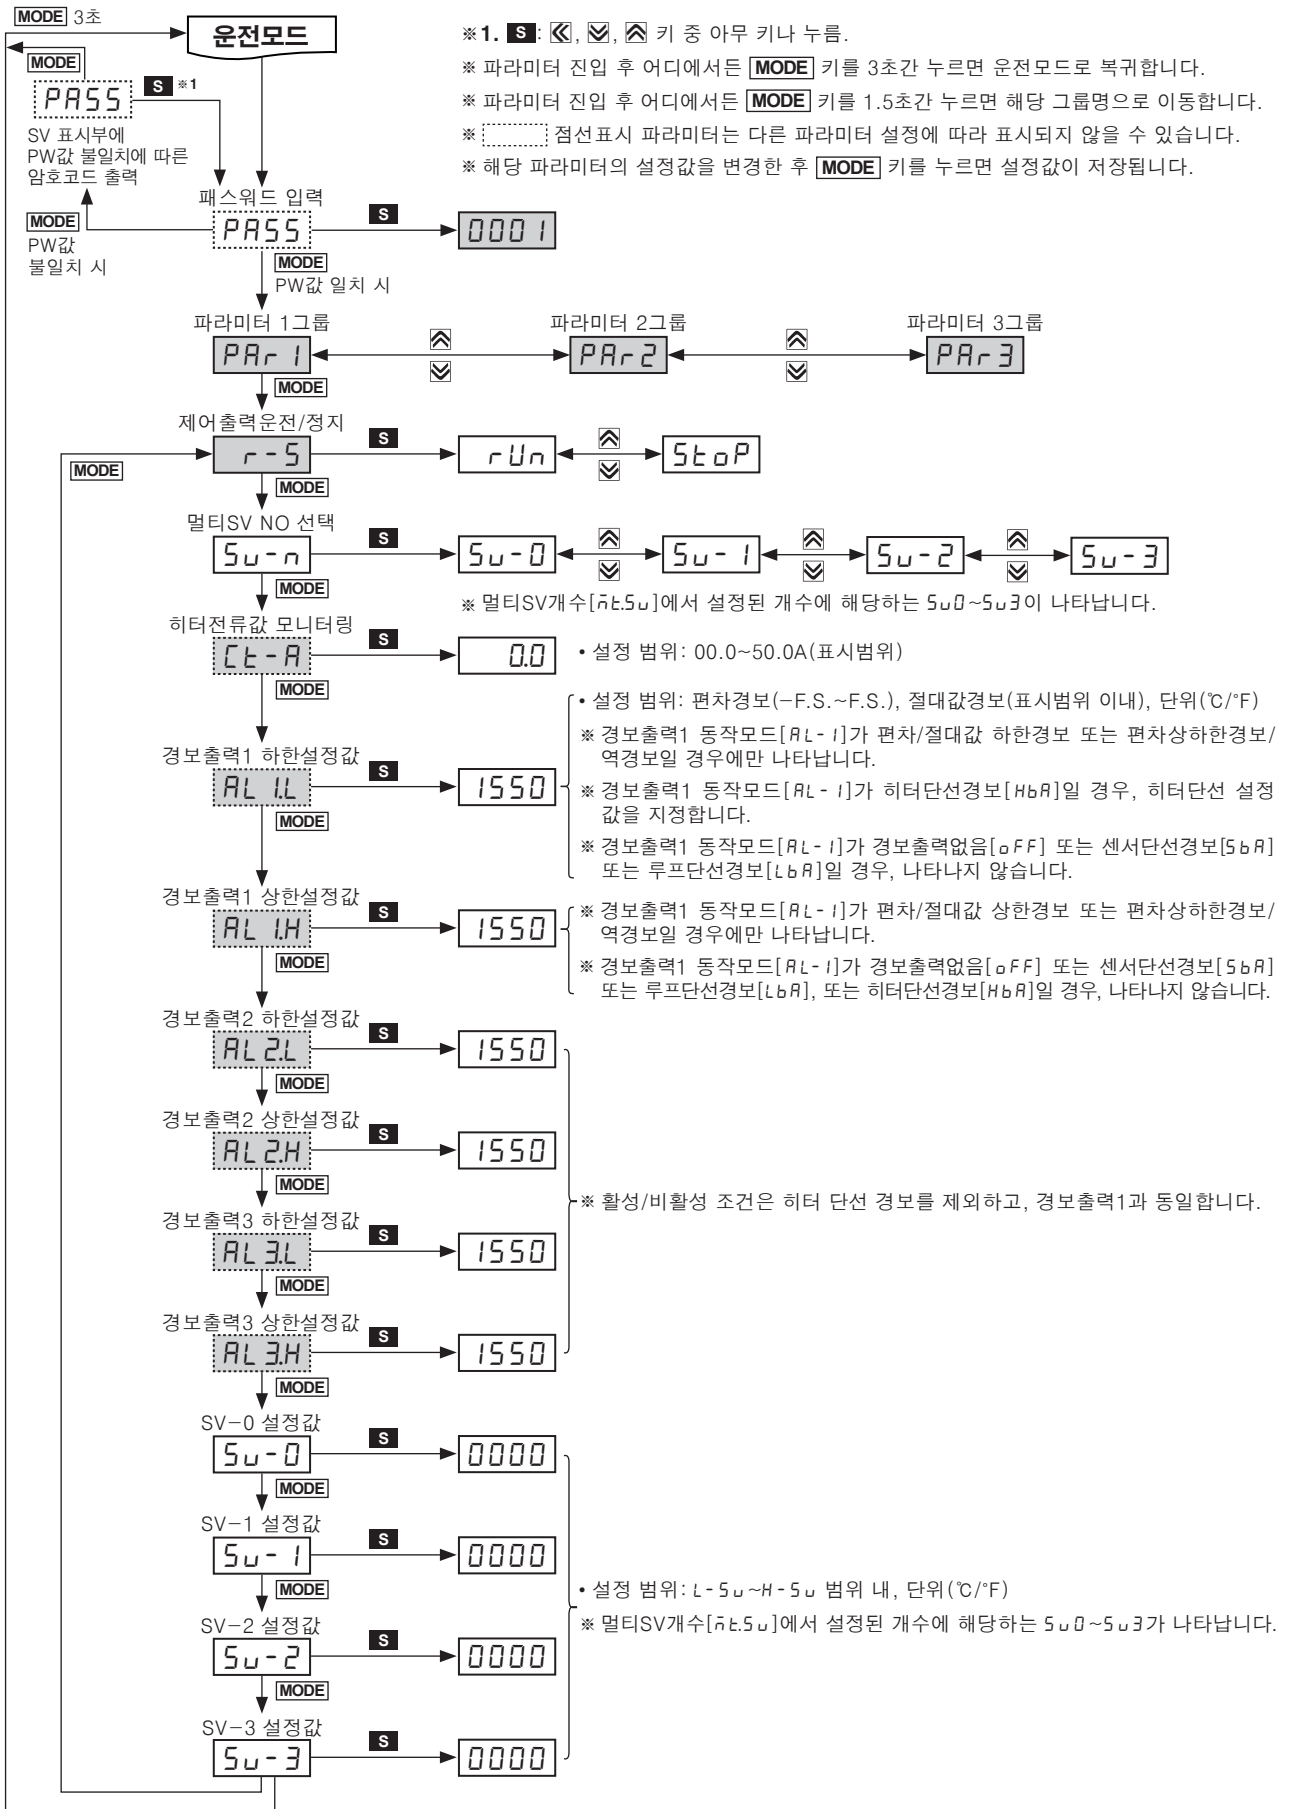 MODE 3초
운전모드
※1. S: 《, ︾, ︽ 키 중 아무 키나 누름.
※ 파라미터 진입 후 어디에서든 MODE 키를 3초간 누르면 운전모드로 복귀합니다.
※ 파라미터 진입 후 어디에서든 MODE 키를 1.5초간 누르면 해당 그룹명으로 이동합니다.
※ 점선표시 파라미터는 다른 파라미터 설정에 따라 표시되지 않을 수 있습니다.
※ 해당 파라미터의 설정값을 변경한 후 MODE 키를 누르면 설정값이 저장됩니다.
MODE
PASS
S ※1
SV 표시부에
PW값 불일치에 따른
암호코드 출력
패스워드 입력
MODE
PW값
불일치 시
PASS
S
0001
MODE
PW값 일치 시
파라미터 1그룹
파라미터 2그룹
파라미터 3그룹
PAr1
PAr2
PAr3
MODE
제어출력운전/정지
MODE
r-S
S
rUn
StoP
MODE
멀티SV NO 선택
Su-n
S
Su-0
Su-1
Su-2
Su-3
MODE
※ 멀티SV개수[mt.Su]에서 설정된 개수에 해당하는 Su0~Su3이 나타납니다.
히터전류값 모니터링
Ct-A
S
0.0
• 설정 범위: 00.0~50.0A(표시범위)
MODE
• 설정 범위: 편차경보(-F.S.~F.S.), 절대값경보(표시범위 이내), 단위(℃/°F)
※ 경보출력1 동작모드[AL-1]가 편차/절대값 하한경보 또는 편차상하한경보/
역경보일 경우에만 나타납니다.
경보출력1 하한설정값
AL1.L
S
1550
※ 경보출력1 동작모드[AL-1]가 히터단선경보[HbA]일 경우, 히터단선 설정
값을 지정합니다.
MODE
※ 경보출력1 동작모드[AL-1]가 경보출력없음[oFF] 또는 센서단선경보[SbA]
또는 루프단선경보[LbA]일 경우, 나타나지 않습니다.
경보출력1 상한설정값
AL1.H
S
1550
※ 경보출력1 동작모드[AL-1]가 편차/절대값 상한경보 또는 편차상하한경보/
역경보일 경우에만 나타납니다.
MODE
※ 경보출력1 동작모드[AL-1]가 경보출력없음[oFF] 또는 센서단선경보[SbA]
또는 루프단선경보[LbA], 또는 히터단선경보[HbA]일 경우, 나타나지 않습니다.
경보출력2 하한설정값
AL2.L
S
1550
MODE
경보출력2 상한설정값
AL2.H
S
1550
MODE
※ 활성/비활성 조건은 히터 단선 경보를 제외하고, 경보출력1과 동일합니다.
경보출력3 하한설정값
AL3.L
S
1550
MODE
경보출력3 상한설정값
AL3.H
S
1550
MODE
SV-0 설정값
Su-0
S
0000
MODE
SV-1 설정값
Su-1
S
0000
MODE
• 설정 범위: L-Su~H-Su 범위 내, 단위(℃/°F)
※ 멀티SV개수[mt.Su]에서 설정된 개수에 해당하는 Su0~Su3가 나타납니다.
SV-2 설정값
Su-2
S
0000
MODE
SV-3 설정값
Su-3
S
0000